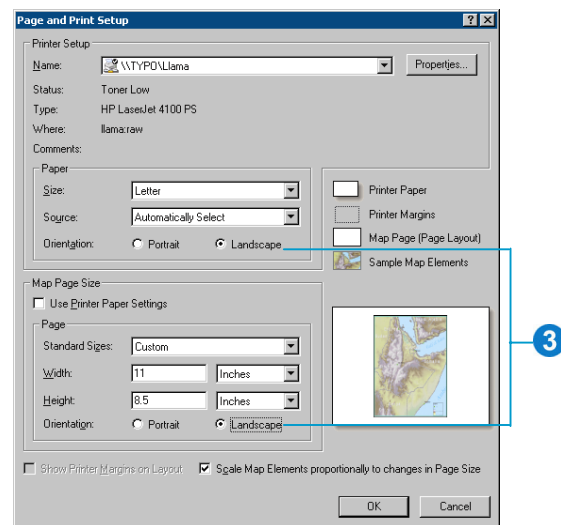 Page and Print Setup
Printer Setup
Name: \\TYPO\Llama Properties...
Status: Toner Low
Type: HP LaserJet 4100 PS
Where: llama:raw
Comments:
Paper
Size: Letter
Source: Automatically Select
Orientation: Portrait Landscape
Printer Paper
Printer Margins
Map Page (Page Layout)
Sample Map Elements
Map Page Size
Use Printer Paper Settings
Page
Standard Sizes: Custom
Width: 11 Inches
Height: 8.5 Inches
Orientation: Portrait Landscape
3
Show Printer Margins on Layout Scale Map Elements proportionally to changes in Page Size
OK Cancel